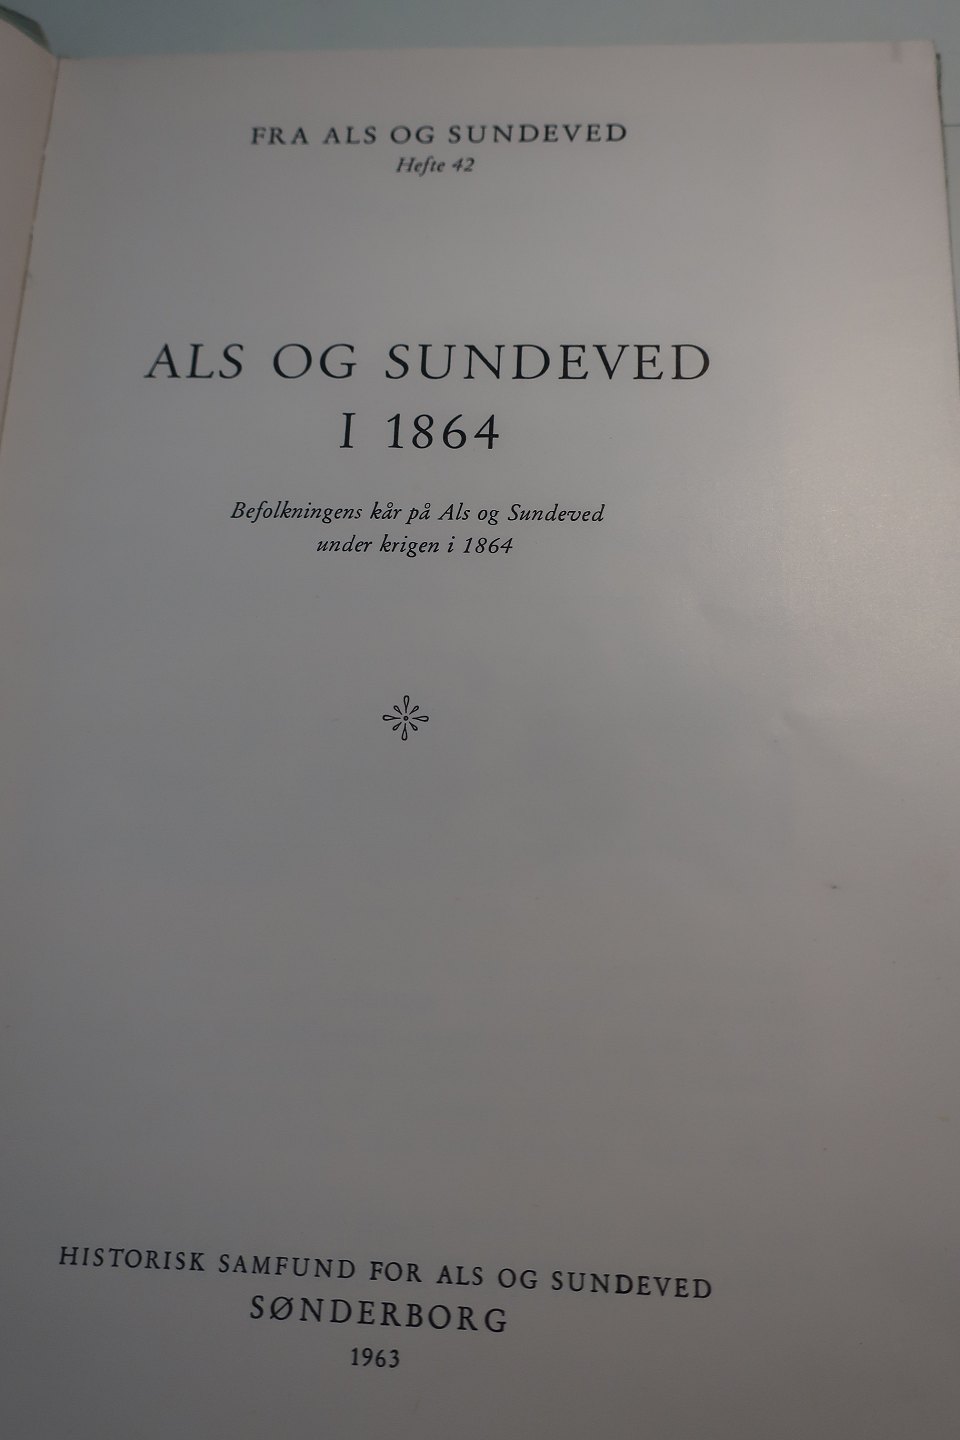 FRA ALS OG SUNDEVED
Hefte 42
ALS OG SUNDEVED
I 1864
Befolkningens kår på Als og Sundeved
under krigen i 1864
HISTORISK SAMFUND FOR ALS OG SUNDEVED
SØNDERBORG
1963